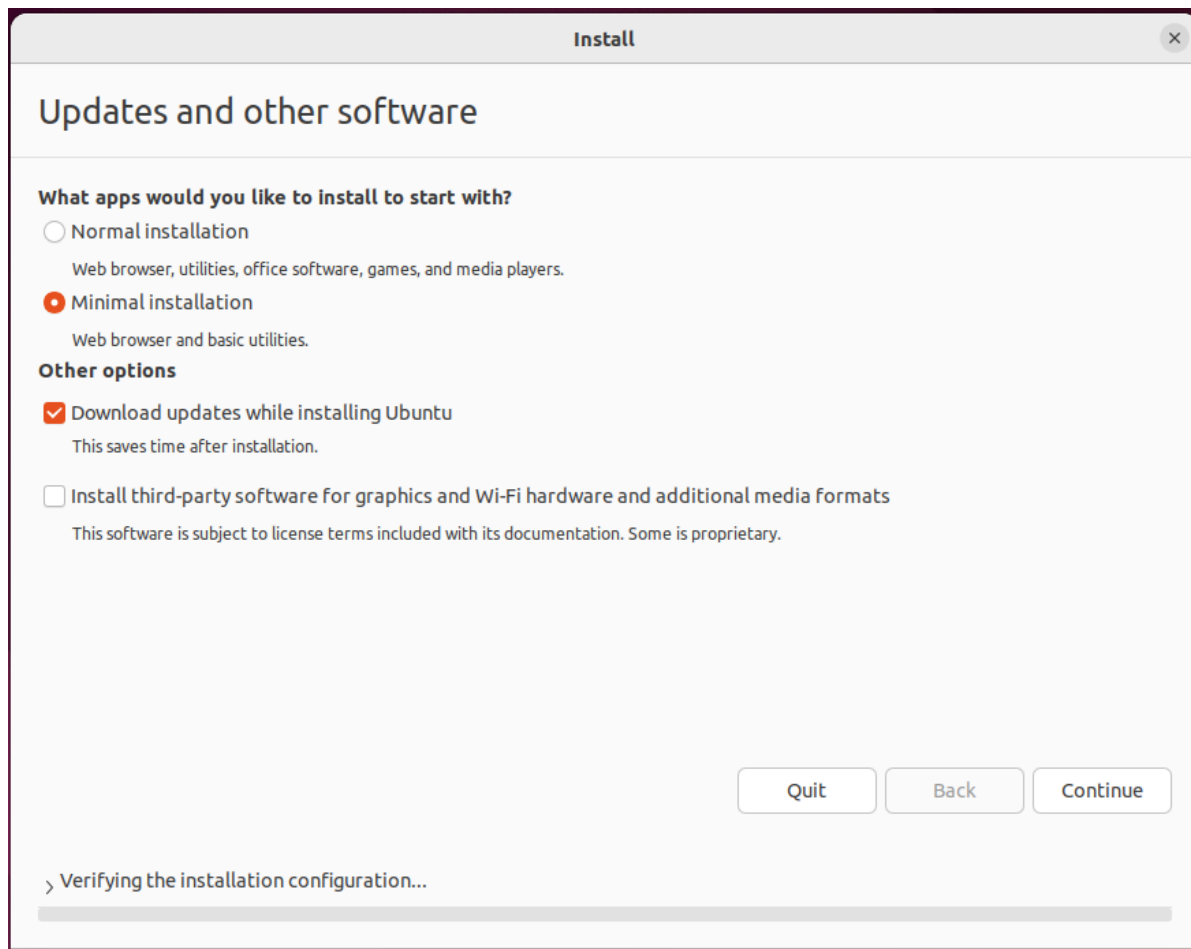 Install
Updates and other software
What apps would you like to install to start with?
Normal installation
Web browser, utilities, office software, games, and media players.
Minimal installation
Web browser and basic utilities.
Other options
Download updates while installing Ubuntu
This saves time after installation.
Install third-party software for graphics and Wi-Fi hardware and additional media formats
This software is subject to license terms included with its documentation. Some is proprietary.
Quit Back Continue
Verifying the installation configuration...